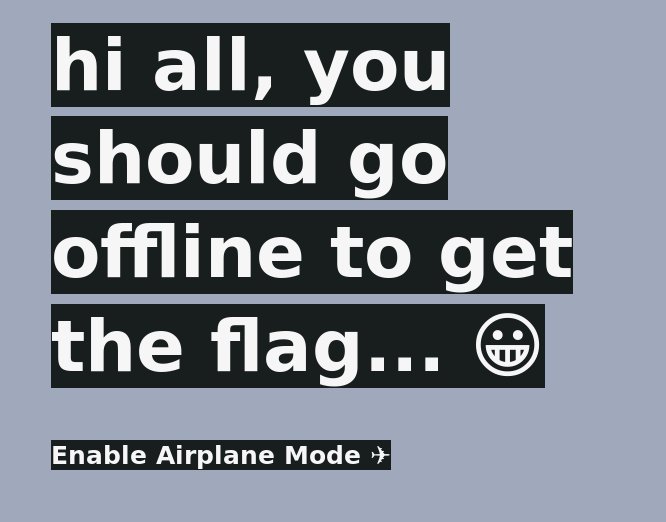 hi all, you
should go
offline to get
the flag... 😀
Enable Airplane Mode ✈